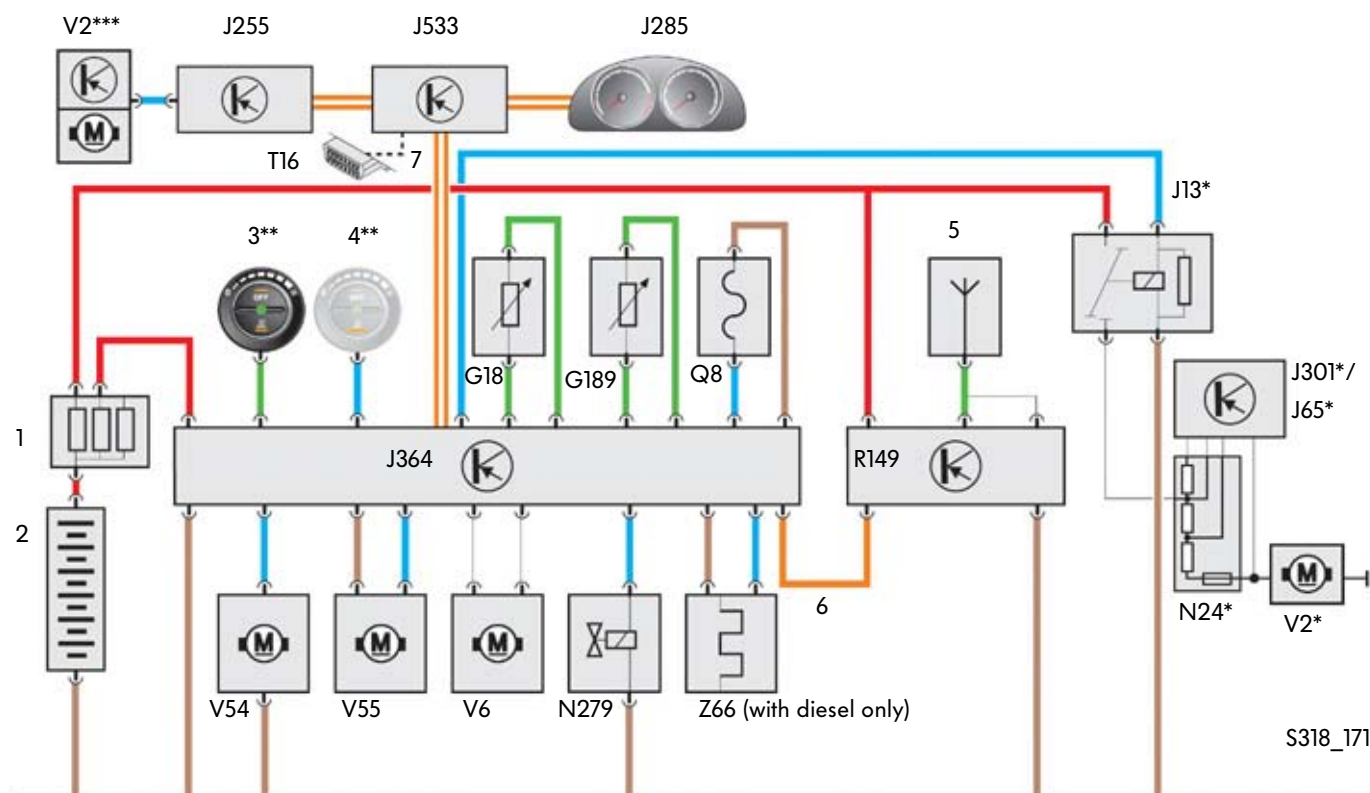 V2*** J255 J533 J285
T16 7
J13*
3** 4** 5
OFF
G18 G189 Q8
J301*/
J65*
1
J364 R149
2
M
6
N24*
V2*
V54 V55 V6 N279 Z66 (with diesel only)
M M M M
S318_171